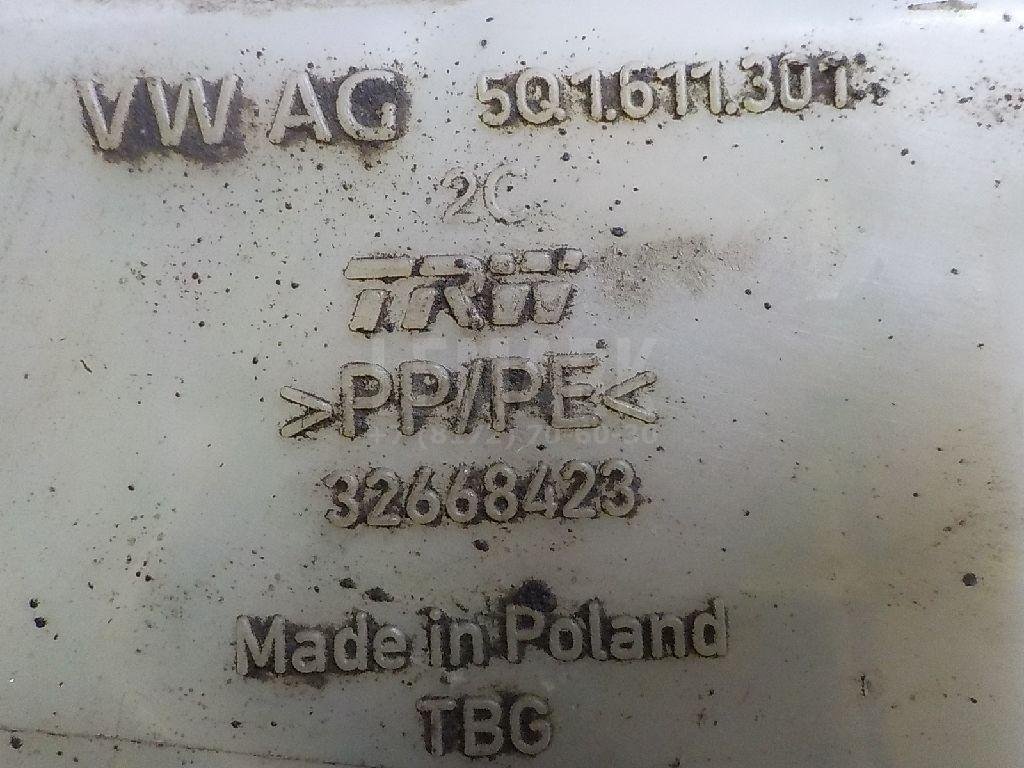 VW AG 5Q1.611.301
2C
TRW
>PP/PE<
32668423
Made in Poland
TBG